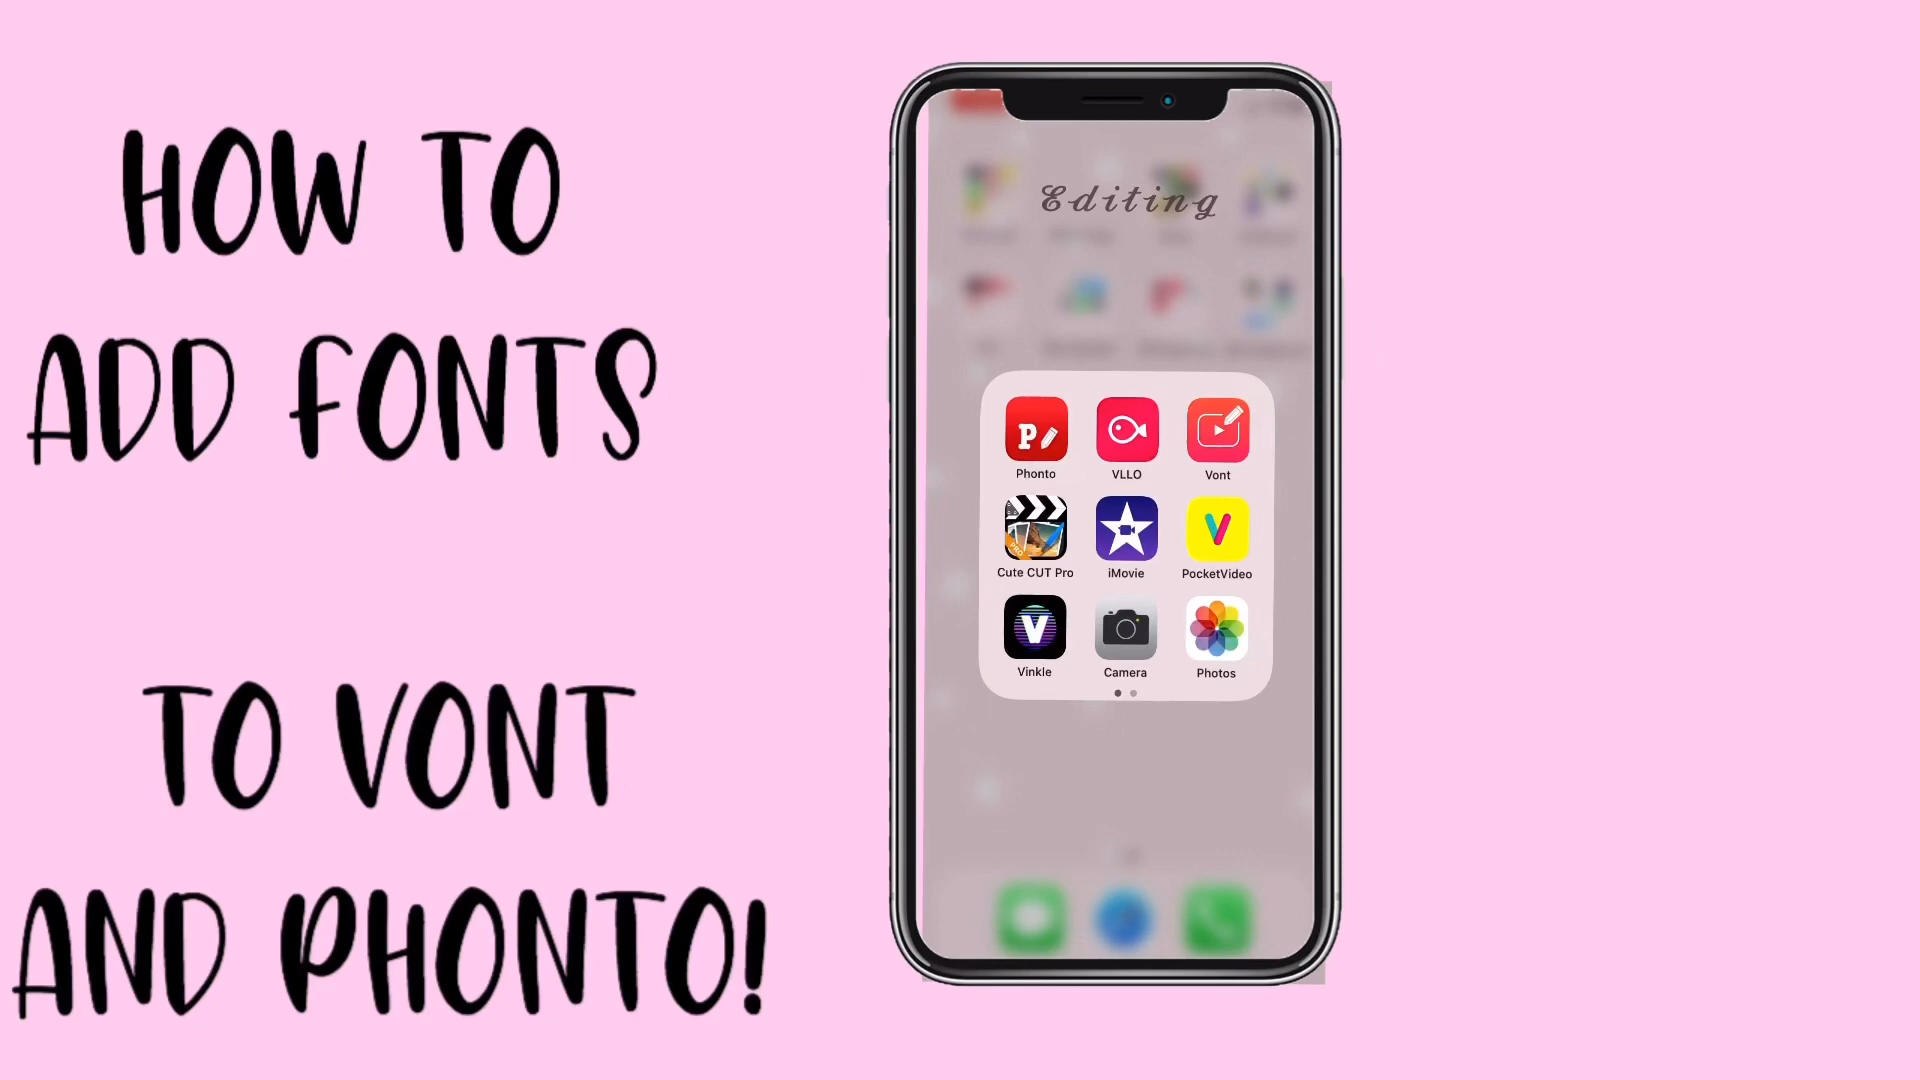 HOW TO
ADD FONTS
TO VONT
AND PHONTO!
Editing
Phonto VLLO Vont
Cute CUT Pro iMovie PocketVideo
Vinkle Camera Photos